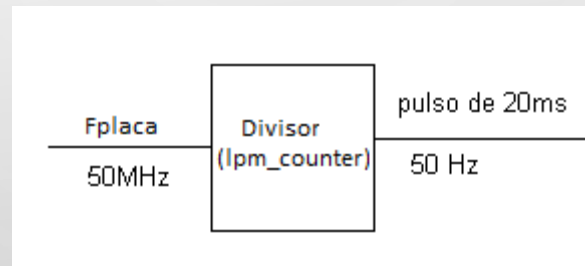 Fplaca
50MHz
Divisor
(lpm_counter)
pulso de 20ms
50 Hz